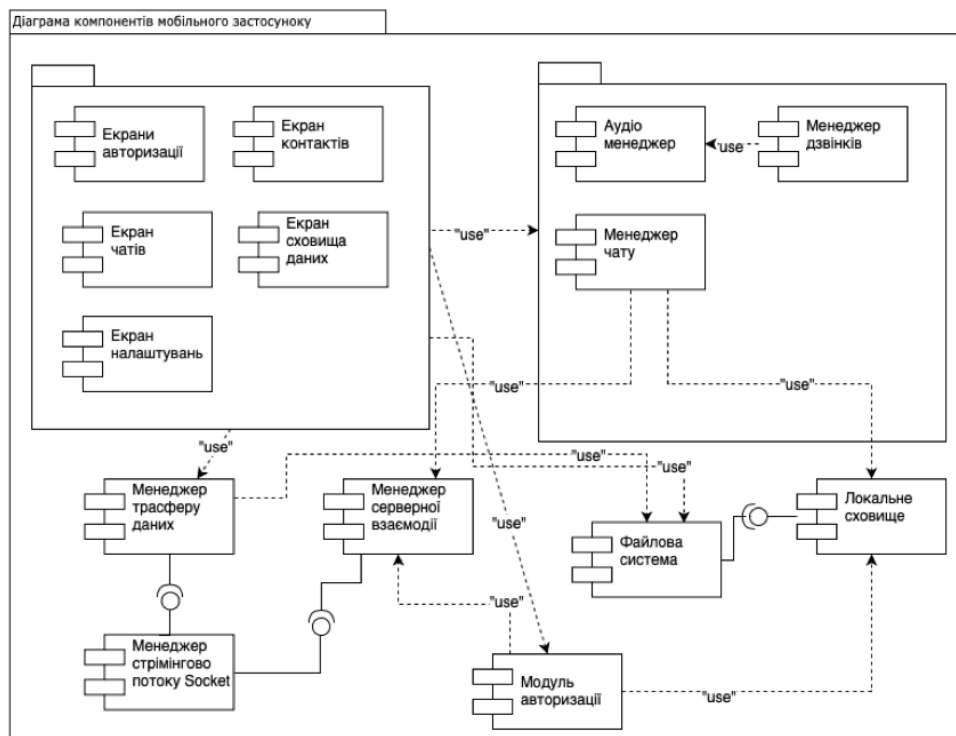 Діаграма компонентів мобільного застосуноку
Екрани
авторизації
Екран
контактів
Екран
чатів
Екран
сховища
даних
Екран
налаштувань
Аудіо
менеджер
use
Менеджер
дзвінків
Менеджер
чату
"use"
"use"
"use"
"use"
"use"
"use"
Менеджер
трасферу
даних
Менеджер
серверної
взаємодії
"use"
Файлова
система
Локальне
сховище
"use"
Менеджер
стрімінгово
потоку Socket
Модуль
авторизації
"use"